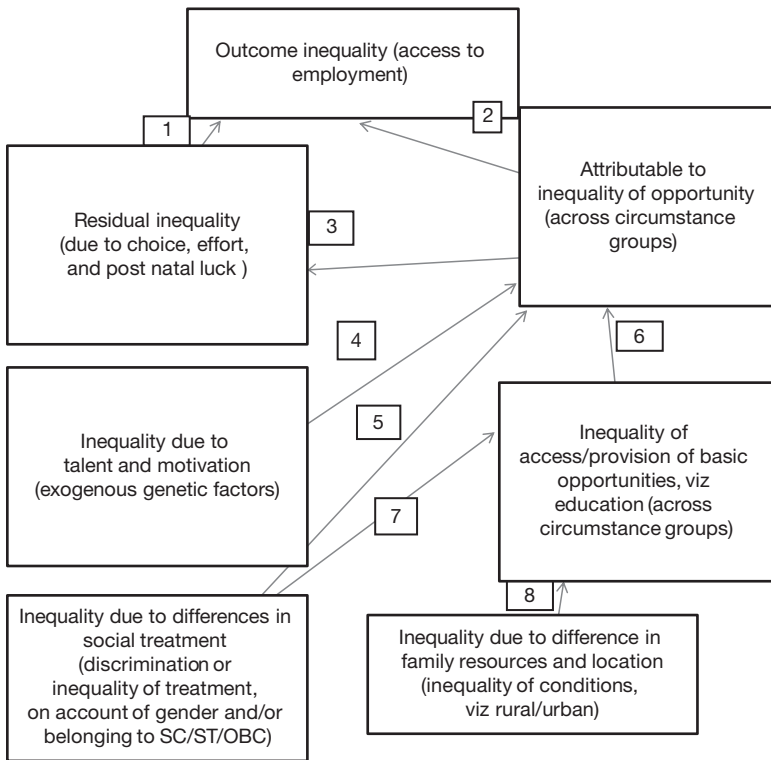 Outcome inequality (access to
employment)
1
2
Residual inequality
(due to choice, effort,
and post natal luck )
3
Attributable to
inequality of opportunity
(across circumstance
groups)
4
6
Inequality due to
talent and motivation
(exogenous genetic factors)
5
Inequality of
access/provision of basic
opportunities, viz
education (across
circumstance groups)
7
8
Inequality due to differences in
social treatment
(discrimination or
inequality of treatment,
on account of gender and/or
belonging to SC/ST/OBC)
Inequality due to difference in
family resources and location
(inequality of conditions,
viz rural/urban)